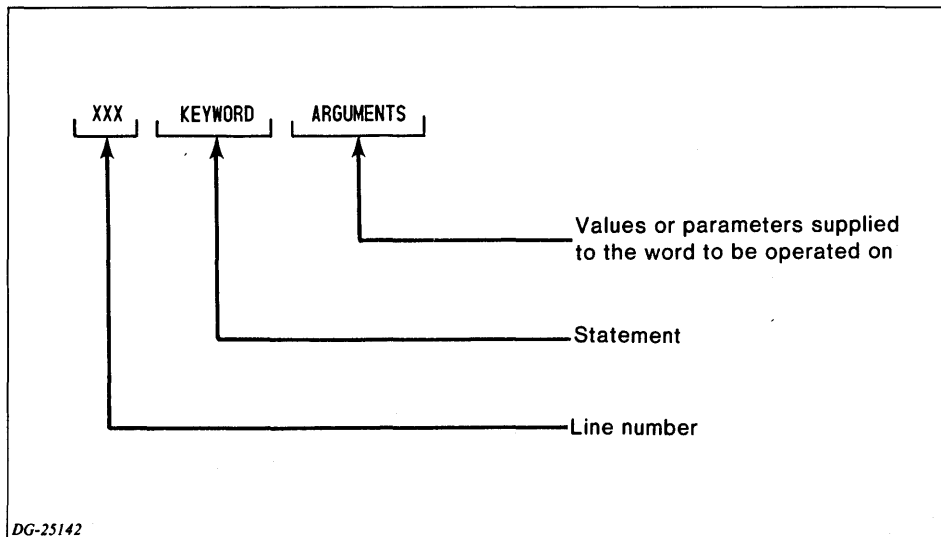 XXX KEYWORD ARGUMENTS
Values or parameters supplied
to the word to be operated on
Statement
Line number
DG-25142